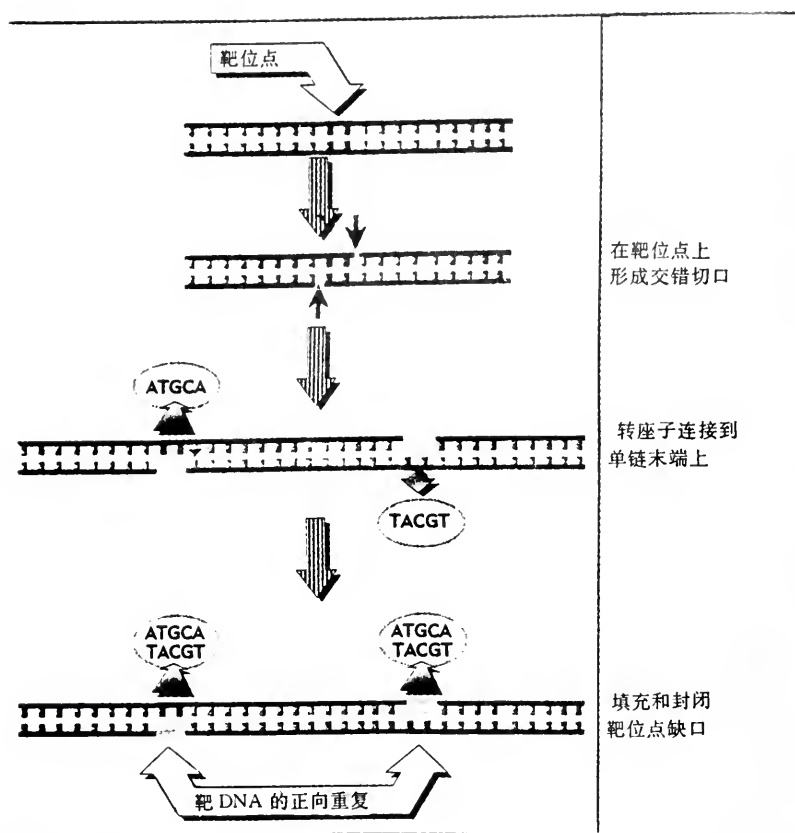 靶位点
在靶位点上
形成交错切口
ATGCA
转座子连接到
单链末端上
TACGT
ATGCA
TACGT
ATGCA
TACGT
填充和封闭
靶位点缺口
靶 DNA 的正向重复